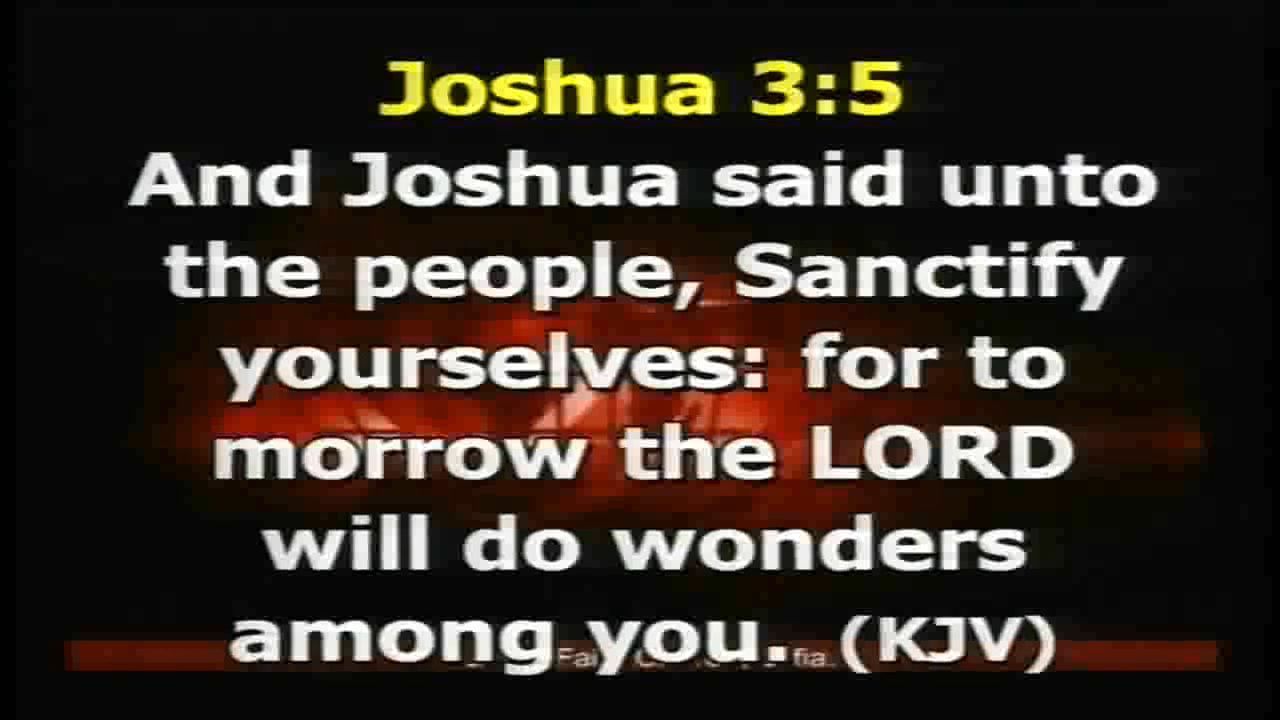 Joshua 3:5
And Joshua said unto
the people, Sanctify
yourselves: for to
morrow the LORD
will do wonders
among you. (KJV)